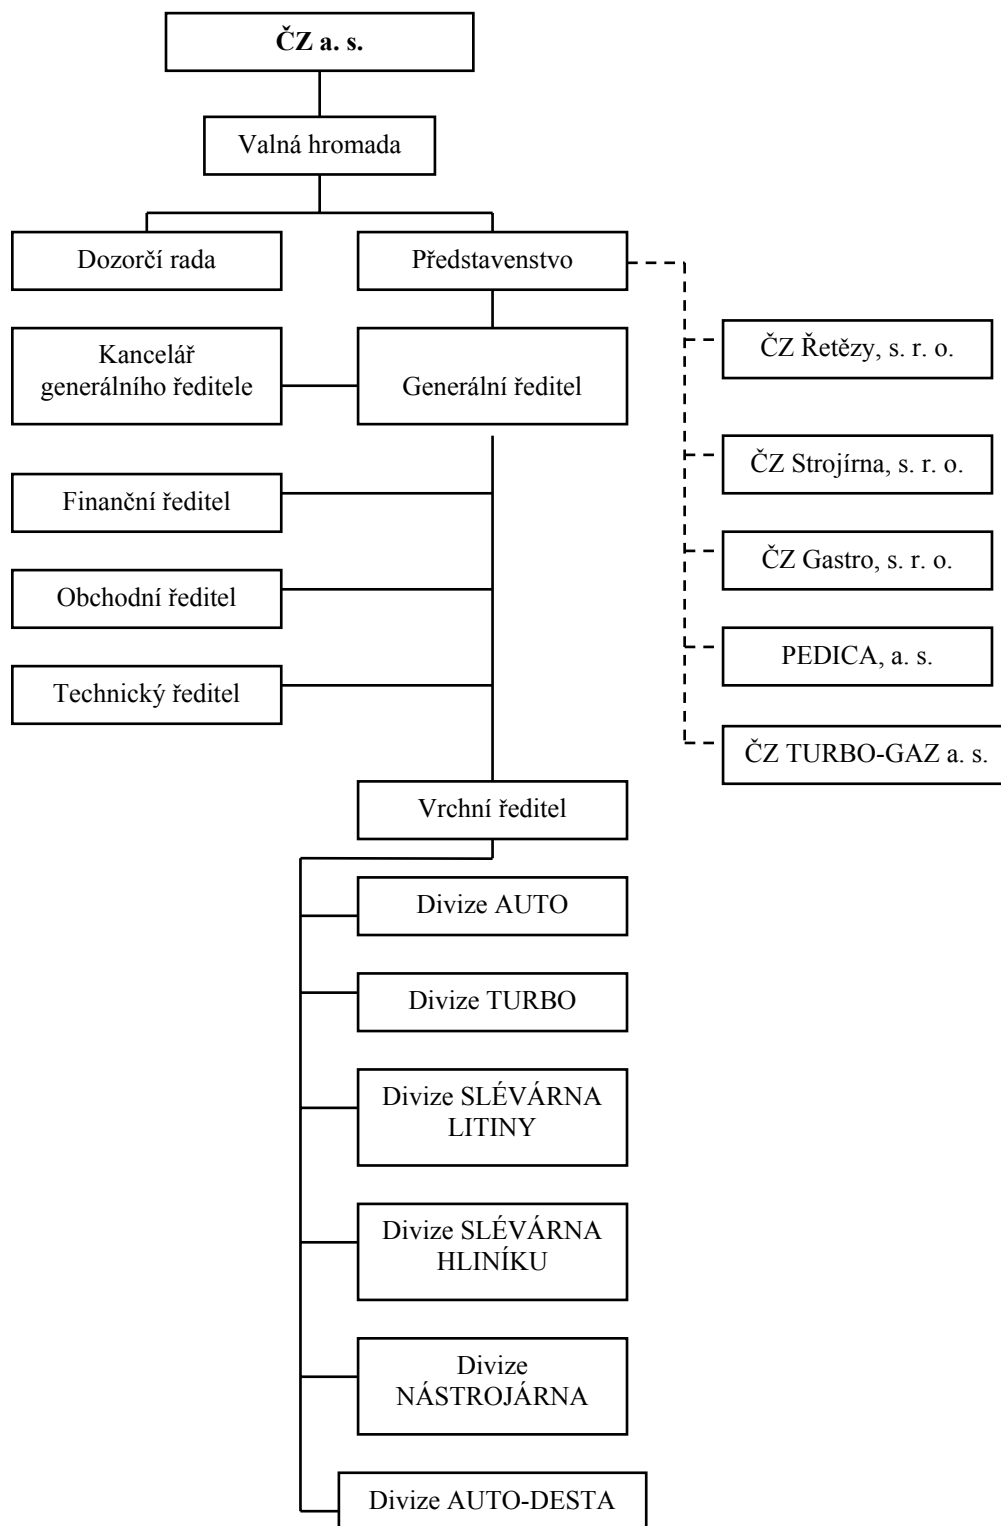 ČZ a. s.
Valná hromada
Dozorčí rada
Představenstvo
Kancelář
generálního ředitele
Generální ředitel
ČZ Řetězy, s. r. o.
ČZ Strojírna, s. r. o.
Finanční ředitel
ČZ Gastro, s. r. o.
Obchodní ředitel
PEDICA, a. s.
Technický ředitel
ČZ TURBO-GAZ a. s.
Vrchní ředitel
Divize AUTO
Divize TURBO
Divize SLÉVÁRNA
LITINY
Divize SLÉVÁRNA
HLINÍKU
Divize
NÁSTROJÁRNA
Divize AUTO-DESTA